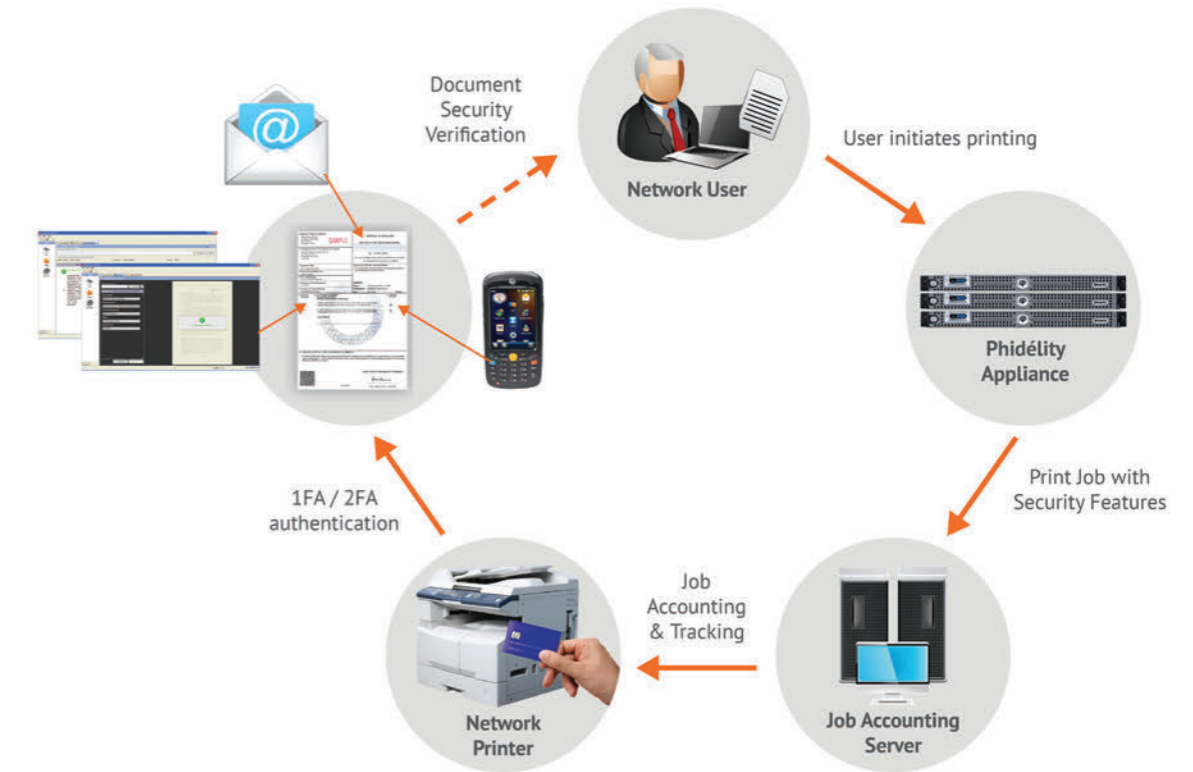 Document
Security
Verification
Network User
User initiates printing
@
SAMPLE
Phidélity
Appliance
1FA / 2FA
authentication
Print Job with
Security Features
Job
Accounting
& Tracking
Network
Printer
Job Accounting
Server